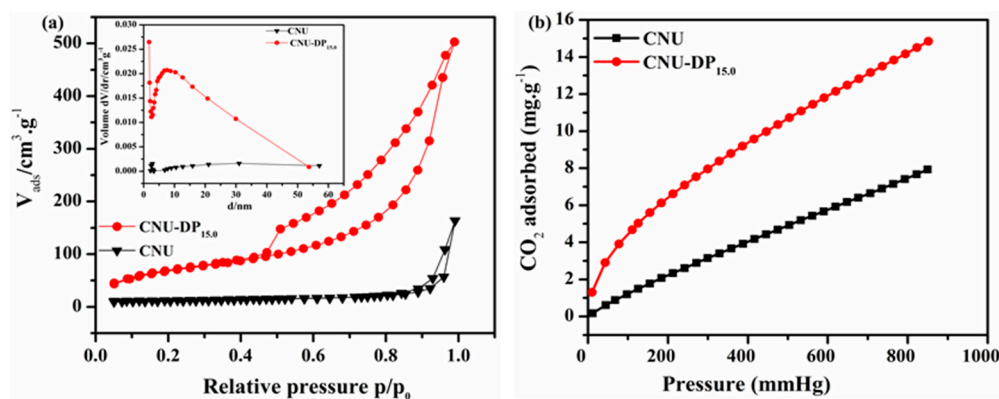 (a)
CNU
CNU-DP15.0
Volume dV/dr/cm3g-1
0.030
0.025
0.020
0.015
0.010
0.005
0.000
0 10 20 30 40 50 60
d/nm
Vads/cm3.g-1
500
400
300
200
100
0
CNU-DP15.0
CNU
0.0 0.2 0.4 0.6 0.8 1.0
Relative pressure p/p0
(b)
CNU
CNU-DP15.0
CO2 adsorbed (mg.g-1)
16
14
12
10
8
6
4
2
0
0 200 400 600 800 1000
Pressure (mmHg)